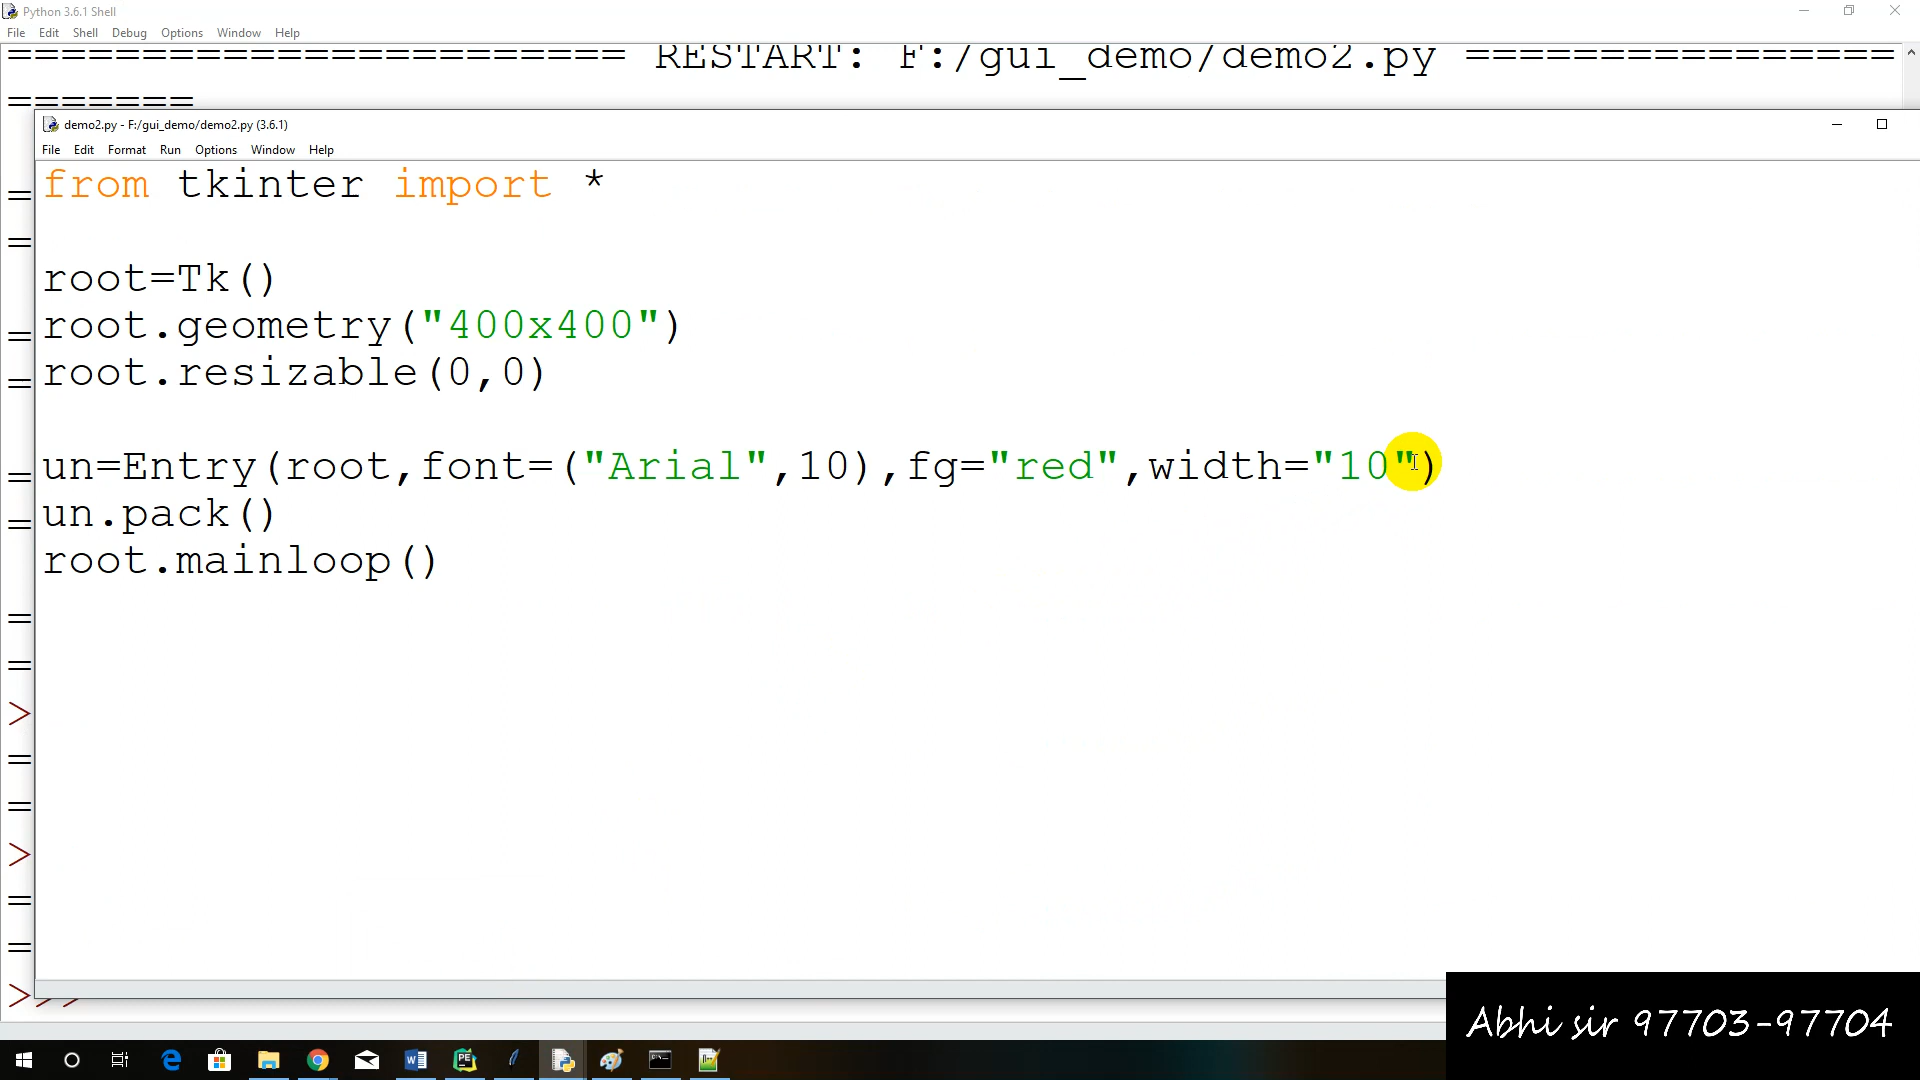 Python 3.6.1 Shell
File Edit Shell Debug Options Window Help
======================= RESTART: F:/gui_demo/demo2.py ================
=======
demo2.py - F:/gui_demo/demo2.py (3.6.1)
File Edit Format Run Options Window Help
from tkinter import *
=
=
root=Tk()
= root.geometry("400x400")
= root.resizable(0,0)
= un=Entry(root,font=("Arial",10),fg="red",width="10")
= un.pack()
root.mainloop()
=
=
>
=
=
>
=
=
>>>
Abhi sir 97703-97704